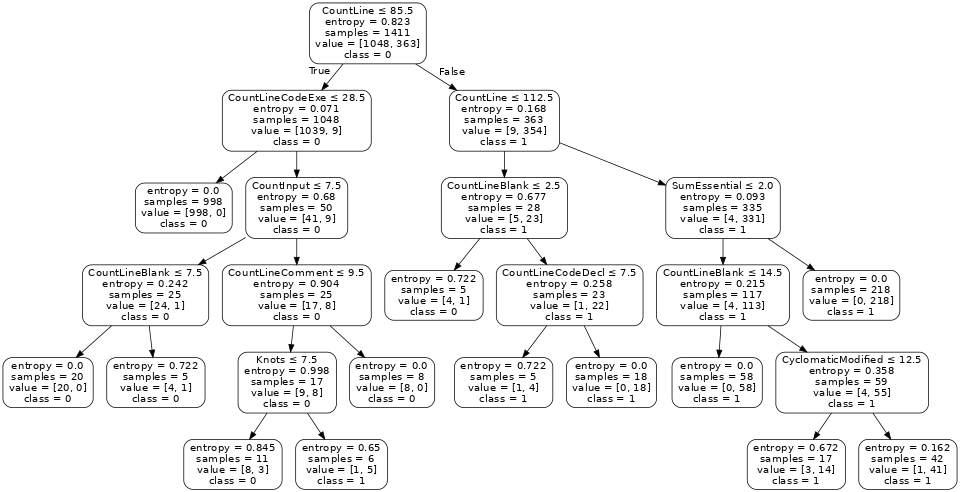 CountLine ≤ 85.5
entropy = 0.823
samples = 1411
value = [1048, 363]
class = 0
True
False
CountLineCodeExe ≤ 28.5
entropy = 0.071
samples = 1048
value = [1039, 9]
class = 0
CountLine ≤ 112.5
entropy = 0.168
samples = 363
value = [9, 354]
class = 1
entropy = 0.0
samples = 998
value = [998, 0]
class = 0
CountInput ≤ 7.5
entropy = 0.68
samples = 50
value = [41, 9]
class = 0
CountLineBlank ≤ 2.5
entropy = 0.677
samples = 28
value = [5, 23]
class = 1
SumEssential ≤ 2.0
entropy = 0.093
samples = 335
value = [4, 331]
class = 1
CountLineBlank ≤ 7.5
entropy = 0.242
samples = 25
value = [24, 1]
class = 0
CountLineComment ≤ 9.5
entropy = 0.904
samples = 25
value = [17, 8]
class = 0
entropy = 0.722
samples = 5
value = [4, 1]
class = 0
CountLineCodeDecl ≤ 7.5
entropy = 0.258
samples = 23
value = [1, 22]
class = 1
CountLineBlank ≤ 14.5
entropy = 0.215
samples = 117
value = [4, 113]
class = 1
entropy = 0.0
samples = 218
value = [0, 218]
class = 1
entropy = 0.0
samples = 20
value = [20, 0]
class = 0
entropy = 0.722
samples = 5
value = [4, 1]
class = 0
Knots ≤ 7.5
entropy = 0.998
samples = 17
value = [9, 8]
class = 0
entropy = 0.0
samples = 8
value = [8, 0]
class = 0
entropy = 0.722
samples = 5
value = [1, 4]
class = 1
entropy = 0.0
samples = 18
value = [0, 18]
class = 1
entropy = 0.0
samples = 58
value = [0, 58]
class = 1
CyclomaticModified ≤ 12.5
entropy = 0.358
samples = 59
value = [4, 55]
class = 1
entropy = 0.845
samples = 11
value = [8, 3]
class = 0
entropy = 0.65
samples = 6
value = [1, 5]
class = 1
entropy = 0.672
samples = 17
value = [3, 14]
class = 1
entropy = 0.162
samples = 42
value = [1, 41]
class = 1